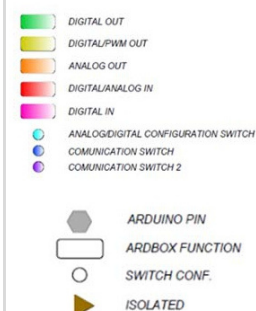 DIGITAL OUT
DIGITAL/PWM OUT
ANALOG OUT
DIGITAL/ANALOG IN
DIGITAL IN
ANALOG/DIGITAL CONFIGURATION SWITCH
COMUNICATION SWITCH
COMUNICATION SWITCH 2
ARDUINO PIN
ARDBOX FUNCTION
SWITCH CONF.
ISOLATED